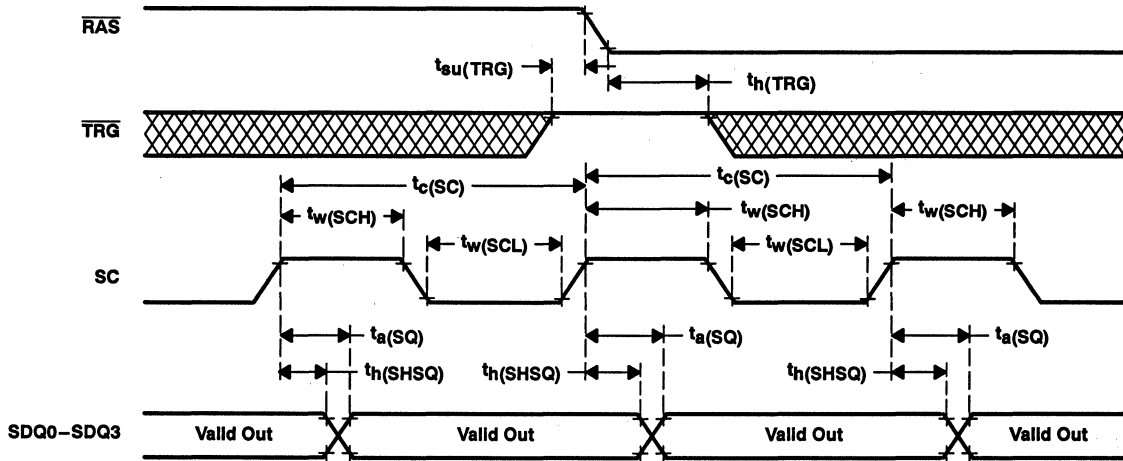 RAS
tsu(TRG)
th(TRG)
TRG
tc(SC)
tc(SC)
tw(SCH)
tw(SCH)
tw(SCH)
tw(SCL)
tw(SCL)
SC
ta(SQ)
ta(SQ)
ta(SQ)
th(SHSQ)
th(SHSQ)
th(SHSQ)
SDQ0–SDQ3
Valid Out
Valid Out
Valid Out
Valid Out